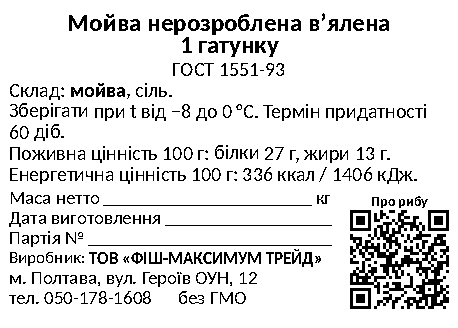 Мойва нерозроблена в’ялена
1 гатунку
ГОСТ 1551-93
Склад: мойва, сіль.
Зберігати при t від −8 до 0 °С. Термін придатності
60 діб.
Поживна цінність 100 г: білки 27 г, жири 13 г.
Енергетична цінність 100 г: 336 ккал / 1406 кДж.
Маса нетто ______________________ кг
Про рибу
Дата виготовлення __________________
Партія № __________________________
Виробник: ТОВ «ФІШ-МАКСИМУМ ТРЕЙД»
м. Полтава, вул. Героїв ОУН, 12
тел. 050-178-1608 без ГМО